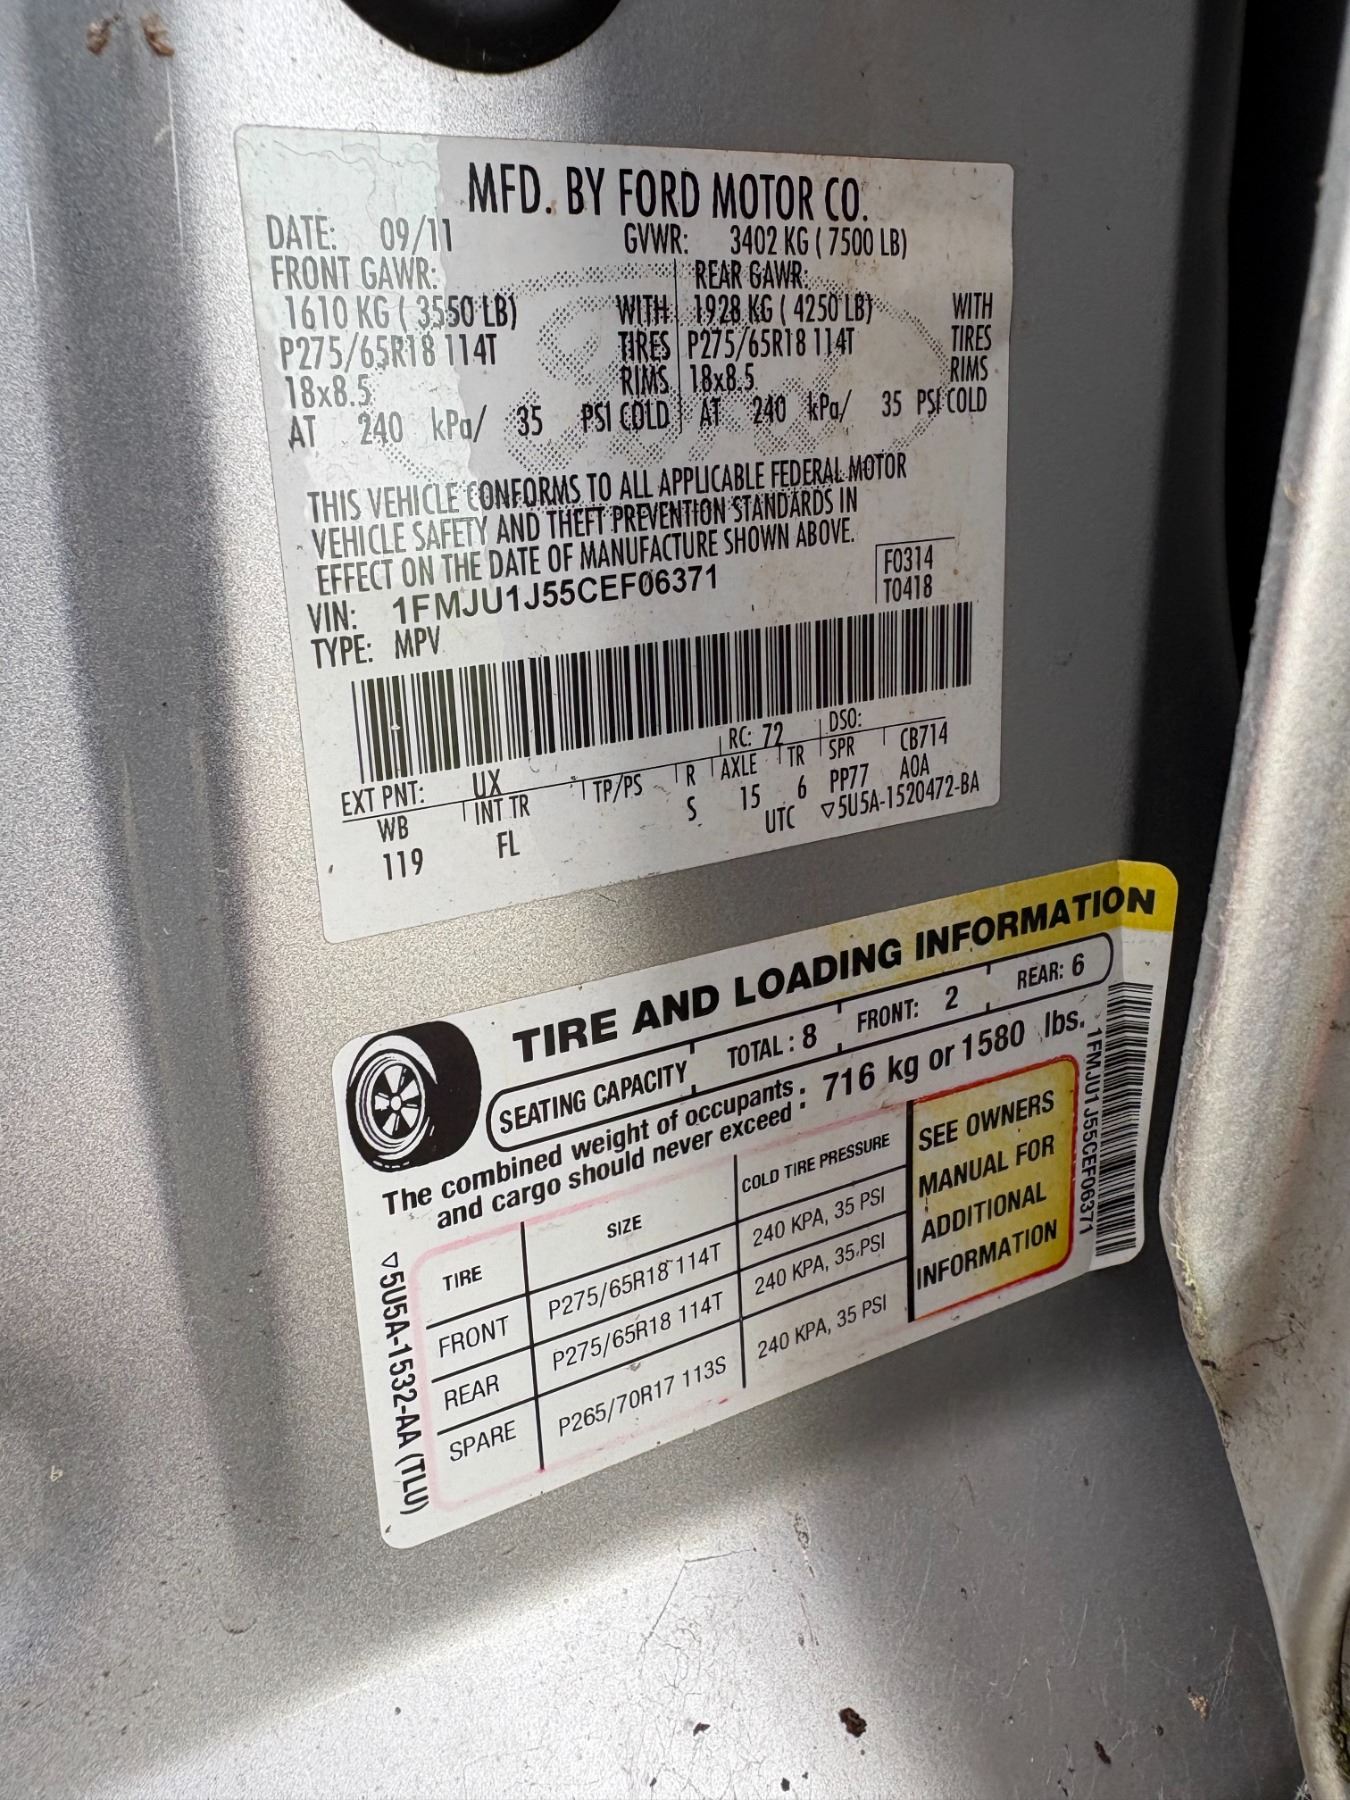 MFD. BY FORD MOTOR CO.
DATE: 09/11 GVWR: 3402 KG ( 7500 LB)
FRONT GAWR: REAR GAWR:
1610 KG ( 3550 LB) WITH 1928 KG ( 4250 LB) WITH
P275/65R18 114T TIRES P275/65R18 114T TIRES
18x8.5 RIMS 18x8.5 RIMS
AT 240 kPa/ 35 PSI COLD AT 240 kPa/ 35 PSI COLD
THIS VEHICLE CONFORMS TO ALL APPLICABLE FEDERAL MOTOR
VEHICLE SAFETY AND THEFT PREVENTION STANDARDS IN
EFFECT ON THE DATE OF MANUFACTURE SHOWN ABOVE.
VIN: 1FMJU1J55CEF06371 F0314
TYPE: MPV T0418
RC: 72 DSO:
EXT PNT: UX CB714
WB INT TR TP/PS R AXLE TR SPR A0A
119 FL S 15 6 PP77
UTC ▽5U5A-1520472-BA
TIRE AND LOADING INFORMATION
SEATING CAPACITY TOTAL : 8 FRONT: 2 REAR: 6
The combined weight of occupants : 716 kg or 1580 lbs.
and cargo should never exceed :
TIRE SIZE COLD TIRE PRESSURE
FRONT P275/65R18 114T 240 KPA, 35 PSI
REAR P275/65R18 114T 240 KPA, 35 PSI
SPARE P265/70R17 113S 240 KPA, 35 PSI
SEE OWNERS
MANUAL FOR
ADDITIONAL
INFORMATION
1FMJU1J55CEF06371
▽5U5A-1532-AA (TLU)